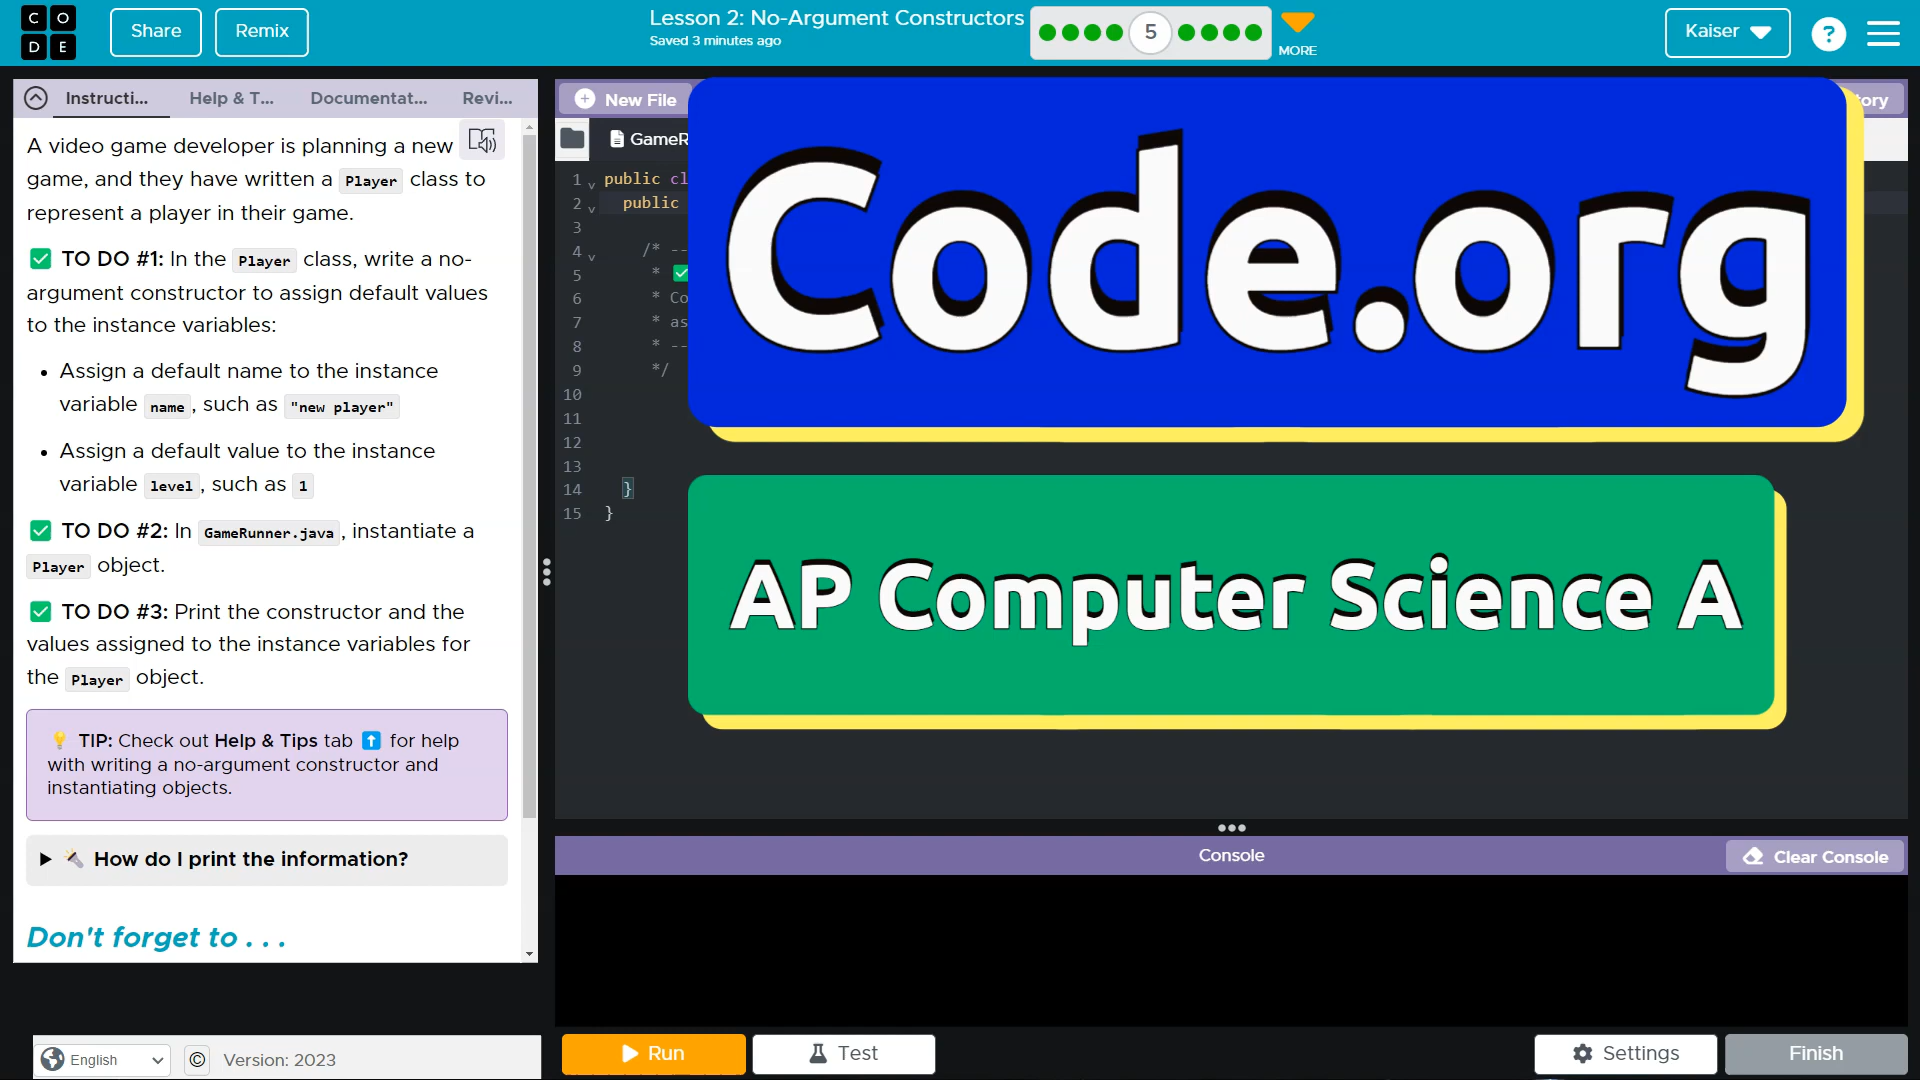 CODE
Share
Remix
Lesson 2: No-Argument Constructors
Saved 3 minutes ago
5
MORE
Kaiser
?
Instructi...
Help & T...
Documentat...
Revi...
A video game developer is planning a new
game, and they have written a Player class to
represent a player in their game.
✅ TO DO #1: In the Player class, write a no-
argument constructor to assign default values
to the instance variables:
• Assign a default name to the instance
variable name, such as "new player"
• Assign a default value to the instance
variable level, such as 1
✅ TO DO #2: In GameRunner.java, instantiate a
Player object.
✅ TO DO #3: Print the constructor and the
values assigned to the instance variables for
the Player object.
💡 TIP: Check out Help & Tips tab ⬆ for help
with writing a no-argument constructor and
instantiating objects.
How do I print the information?
Don't forget to . . .
English
©
Version: 2023
New File
tory
GameR
1 public cl
2 public
3
4 /* --
5 * ✅
6 * Co
7 * as
8 * --
9 */
10
11
12
13
14 }
15 }
Code.org
AP Computer Science A
Console
Clear Console
Run
Test
Settings
Finish